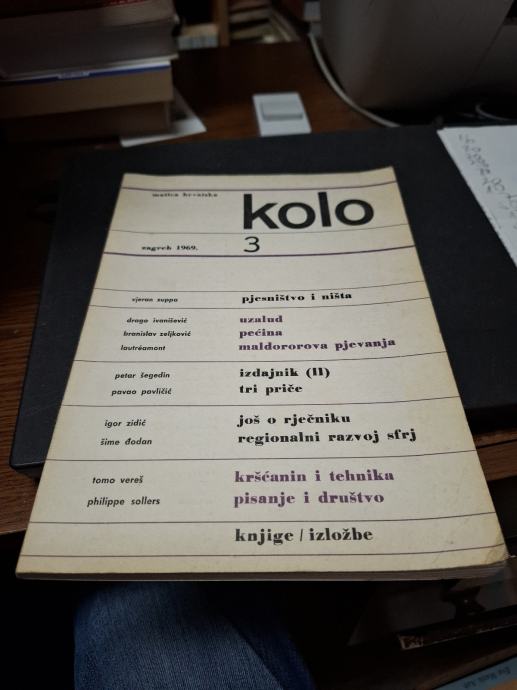 matica hrvatska
kolo
zagreb 1969.
3
vjeran zuppa pjesništvo i ništa
drago ivanišević uzalud
branislav zeljković pećina
lautréamont maldororova pjevanja
petar šegedin izdajnik (II)
pavao pavličić tri priče
igor zidić još o rječniku
šime đodan regionalni razvoj sfrj
tomo vereš kršćanin i tehnika
philippe sollers pisanje i društvo
knjige / izložbe